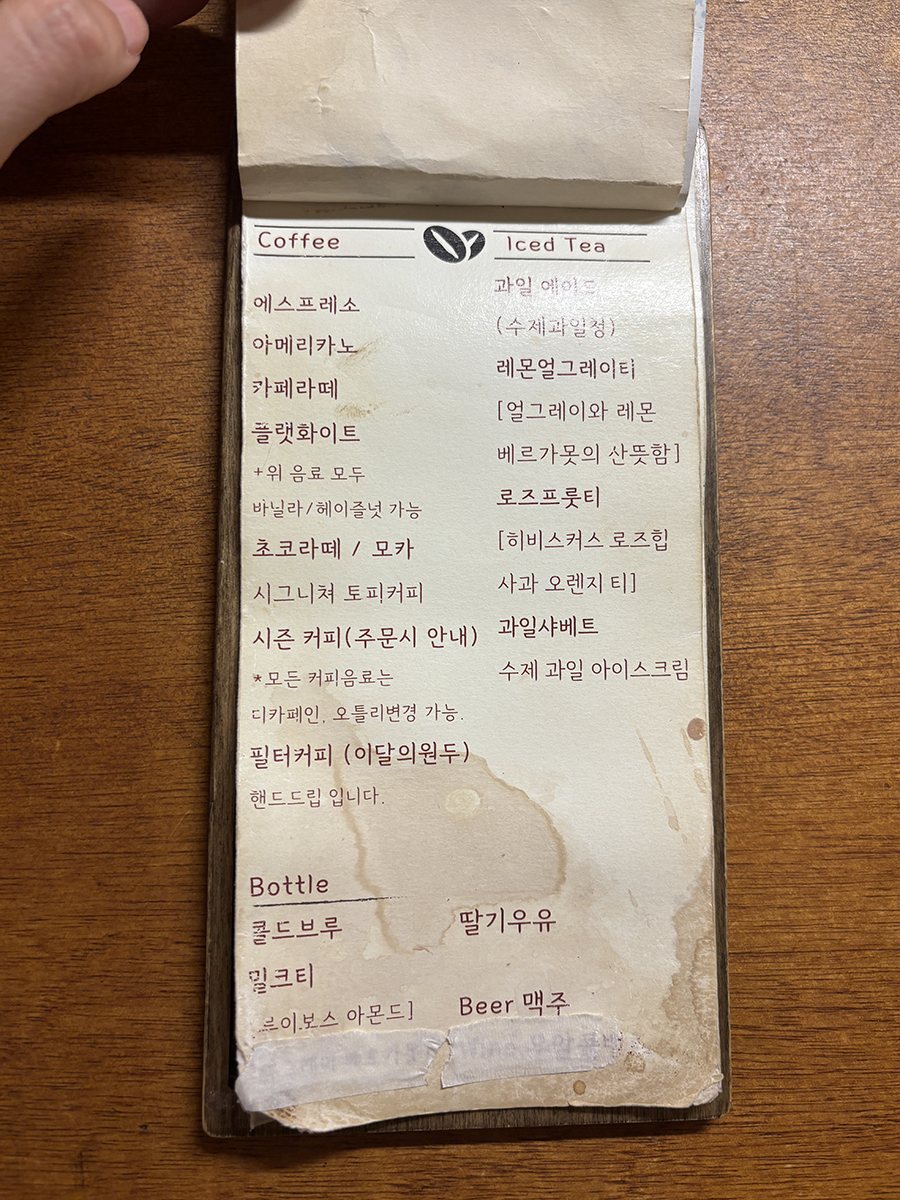 Coffee
에스프레소
아메리카노
카페라떼
플랫화이트
+위 음료 모두
바닐라/헤이즐넛 가능
초코라떼 / 모카
시그니쳐 토피커피
시즌 커피(주문시 안내)
*모든 커피음료는
디카페인, 오틀리변경 가능.
필터커피 (이달의원두)
핸드드립 입니다.
Iced Tea
과일 에이드
(수제과일청)
레몬얼그레이티
[얼그레이와 레몬
베르가못의 산뜻함]
로즈프룻티
[히비스커스 로즈힙
사과 오렌지 티]
과일샤베트
수제 과일 아이스크림
Bottle
콜드브루
밀크티
아몬드]
딸기우유
Beer 맥주